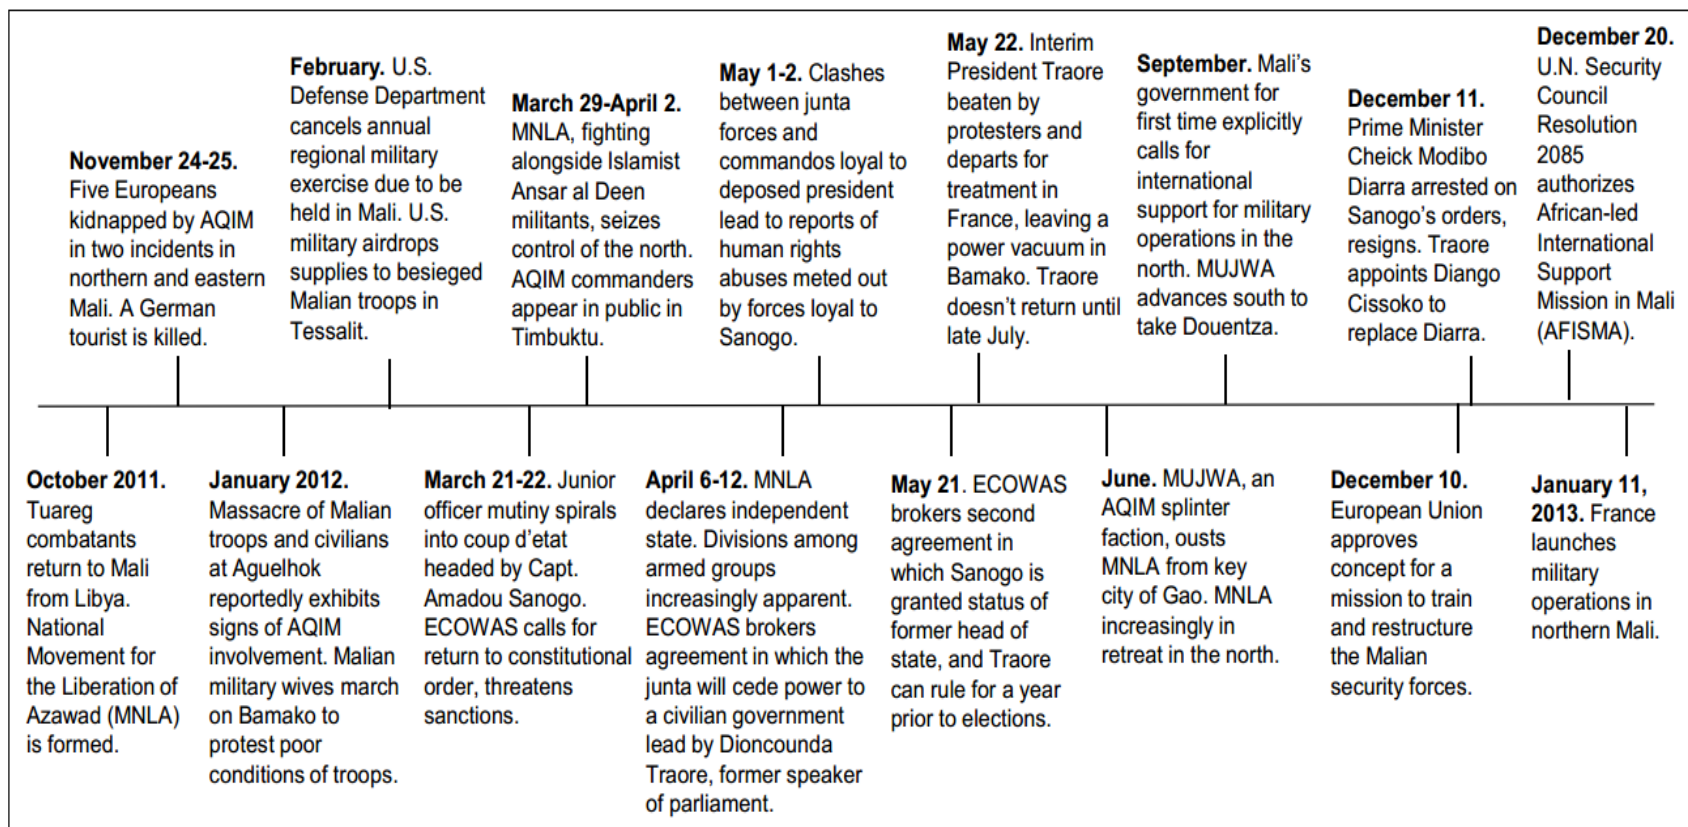 November 24-25.
Five Europeans
kidnapped by AQIM
in two incidents in
northern and eastern
Mali. A German
tourist is killed.
February. U.S.
Defense Department
cancels annual
regional military
exercise due to be
held in Mali. U.S.
military airdrops
supplies to besieged
Malian troops in
Tessalit.
March 29-April 2.
MNLA, fighting
alongside Islamist
Ansar al Deen
militants, seizes
control of the north.
AQIM commanders
appear in public in
Timbuktu.
May 1-2. Clashes
between junta
forces and
commandos loyal to
deposed president
lead to reports of
human rights
abuses meted out
by forces loyal to
Sanogo.
May 22. Interim
President Traore
beaten by
protesters and
departs for
treatment in
France, leaving a
power vacuum in
Bamako. Traore
doesn't return until
late July.
September. Mali's
government for
first time explicitly
calls for
international
support for military
operations in the
north. MUJWA
advances south to
take Douentza.
December 11.
Prime Minister
Cheick Modibo
Diarra arrested on
Sanogo's orders,
resigns. Traore
appoints Diango
Cissoko to
replace Diarra.
December 20.
U.N. Security
Council
Resolution
2085
authorizes
African-led
International
Support
Mission in Mali
(AFISMA).
October 2011.
Tuareg
combatants
return to Mali
from Libya.
National
Movement for
the Liberation of
Azawad (MNLA)
is formed.
January 2012.
Massacre of Malian
troops and civilians
at Aguelhok
reportedly exhibits
signs of AQIM
involvement. Malian
military wives march
on Bamako to
protest poor
conditions of troops.
March 21-22. Junior
officer mutiny spirals
into coup d'etat
headed by Capt.
Amadou Sanogo.
ECOWAS calls for
return to constitutional
order, threatens
sanctions.
April 6-12. MNLA
declares independent
state. Divisions among
armed groups
increasingly apparent.
ECOWAS brokers
agreement in which the
junta will cede power to
a civilian government
lead by Dioncounda
Traore, former speaker
of parliament.
May 21. ECOWAS
brokers second
agreement in
which Sanogo is
granted status of
former head of
state, and Traore
can rule for a year
prior to elections.
June. MUJWA, an
AQIM splinter
faction, ousts
MNLA from key
city of Gao. MNLA
increasingly in
retreat in the north.
December 10.
European Union
approves
concept for a
mission to train
and restructure
the Malian
security forces.
January 11,
2013. France
launches
military
operations in
northern Mali.